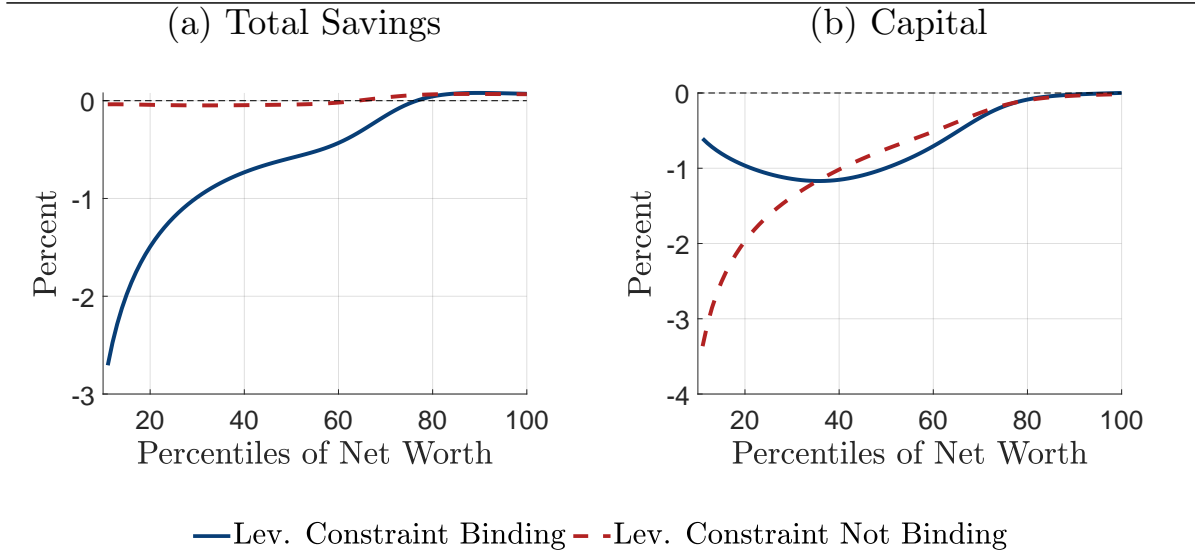 (a) Total Savings
(b) Capital
Percent
0
-1
-2
-3
20 40 60 80 100
Percentiles of Net Worth
Percent
0
-1
-2
-3
-4
20 40 60 80 100
Percentiles of Net Worth
Lev. Constraint Binding Lev. Constraint Not Binding